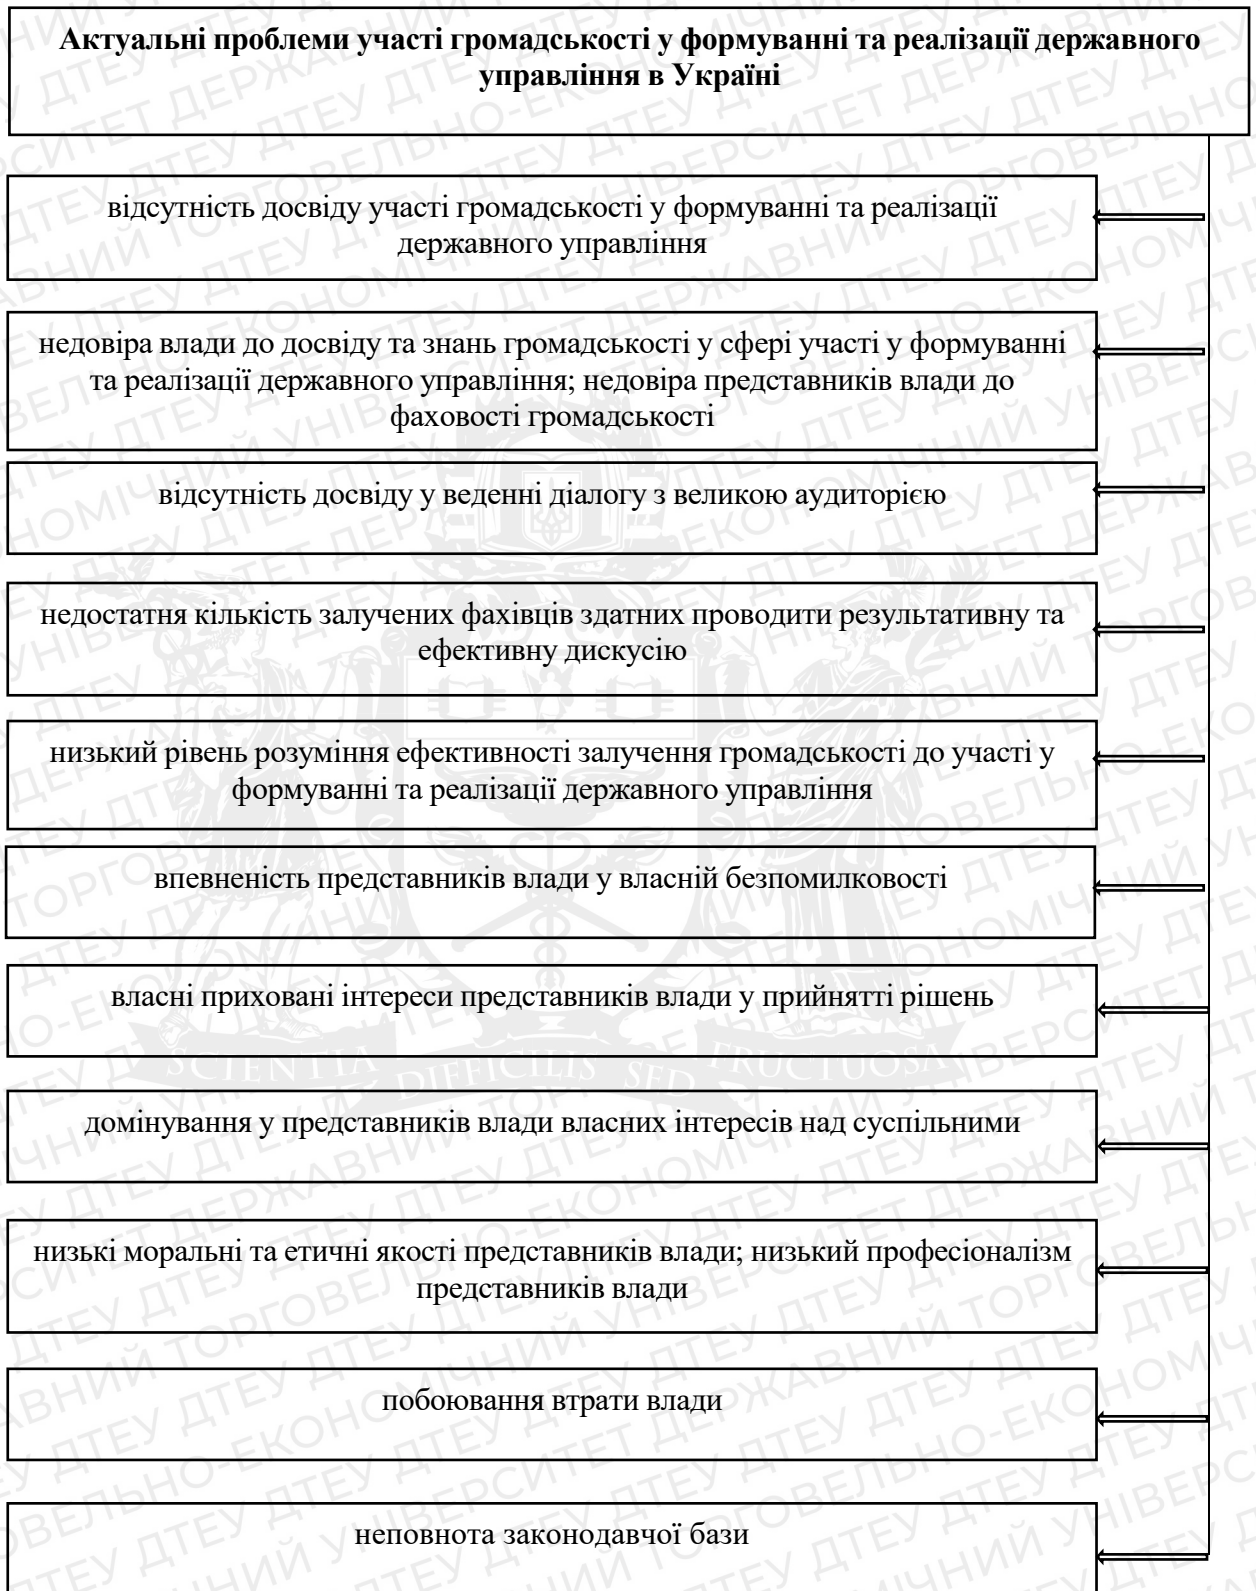 Актуальні проблеми участі громадськості у формуванні та реалізації державного
управління в Україні
відсутність досвіду участі громадськості у формуванні та реалізації
державного управління
недовіра влади до досвіду та знань громадськості у сфері участі у формуванні
та реалізації державного управління; недовіра представників влади до
фаховості громадськості
відсутність досвіду у веденні діалогу з великою аудиторією
недостатня кількість залучених фахівців здатних проводити результативну та
ефективну дискусію
низький рівень розуміння ефективності залучення громадськості до участі у
формуванні та реалізації державного управління
впевненість представників влади у власній безпомилковості
власні приховані інтереси представників влади у прийнятті рішень
SCIENTIA DIFFICILIS SED FRUCTUOSA
домінування у представників влади власних інтересів над суспільними
низькі моральні та етичні якості представників влади; низький професіоналізм
представників влади
побоювання втрати влади
неповнота законодавчої бази